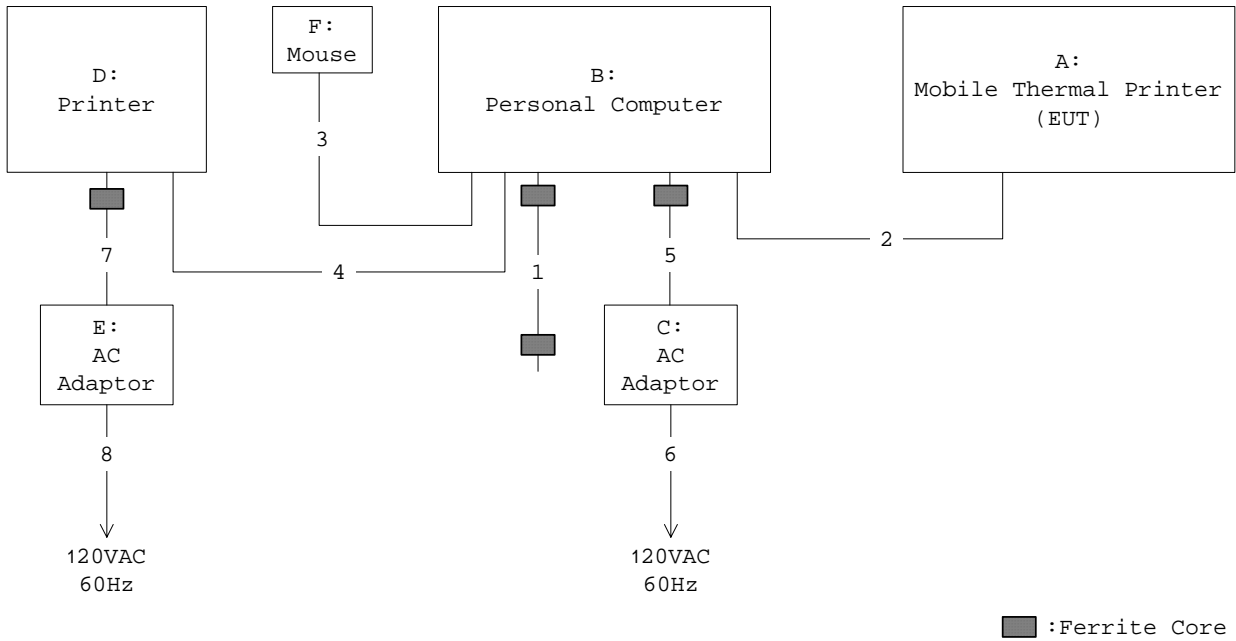 D:
Printer
F:
Mouse
B:
Personal Computer
A:
Mobile Thermal Printer
(EUT)
3
7
4
1
5
2
E:
AC
Adaptor
C:
AC
Adaptor
8
6
120VAC
60Hz
120VAC
60Hz
:Ferrite Core